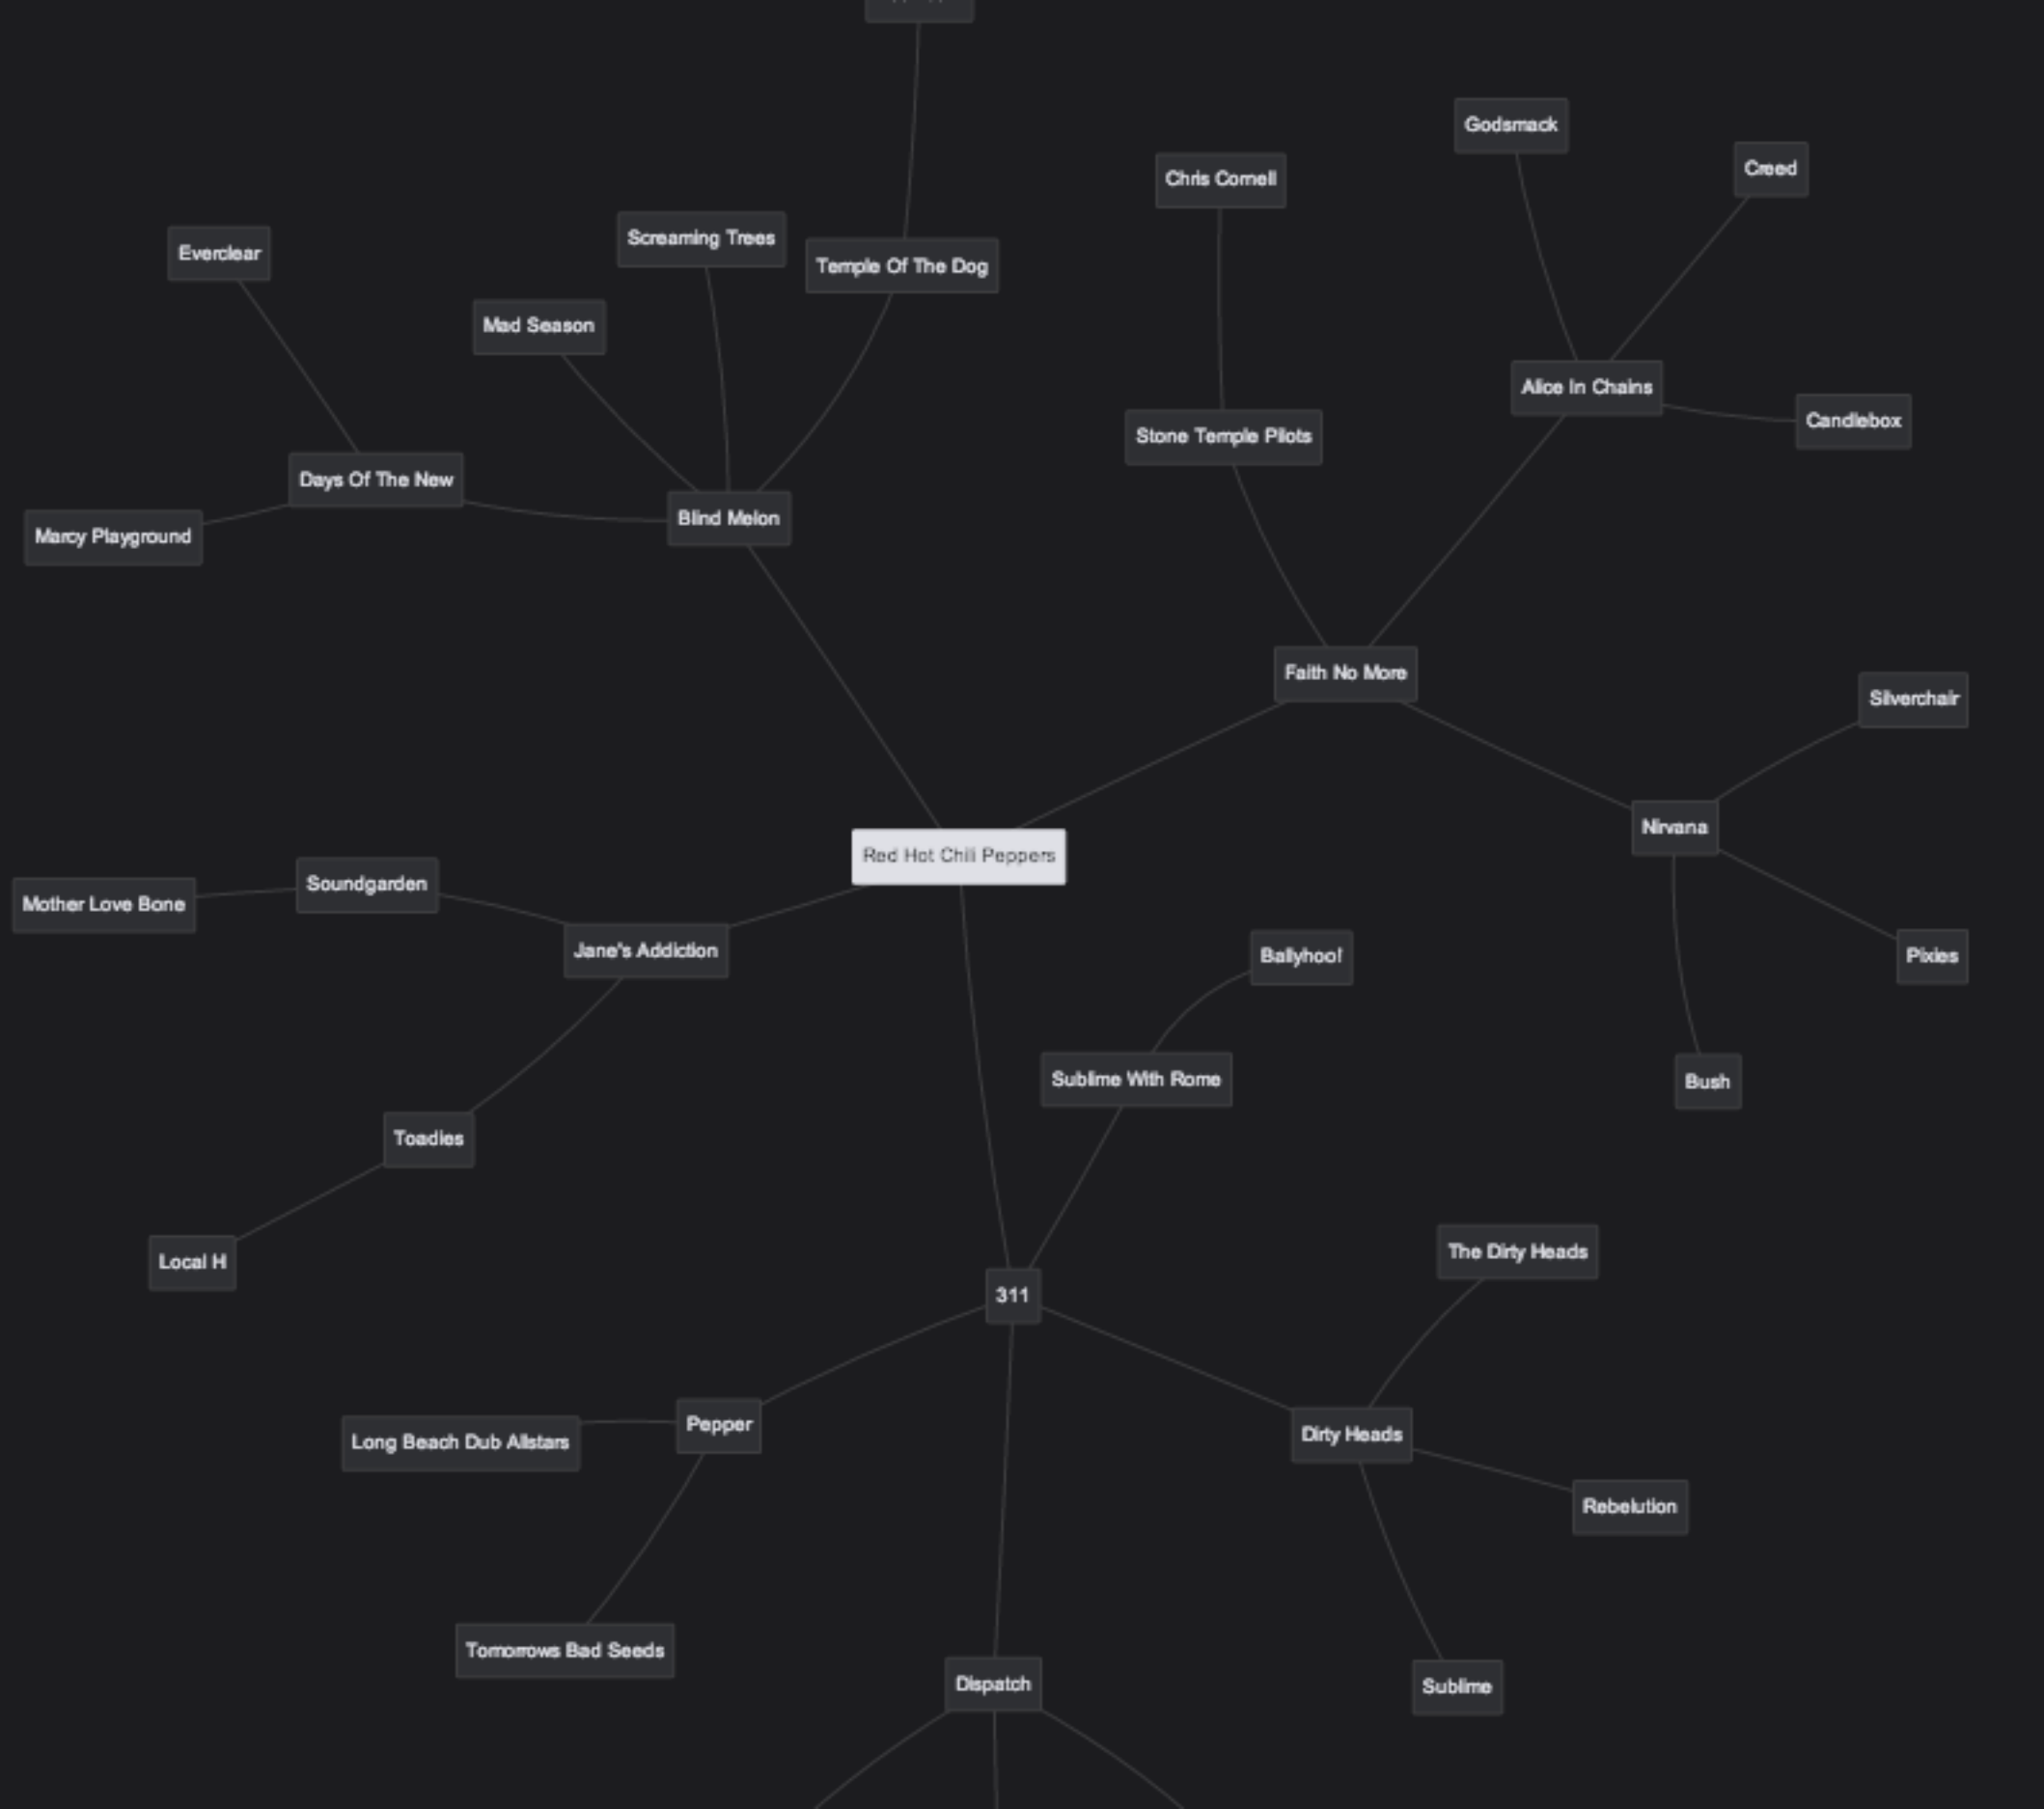 Godsmack
Creed
Chris Cornell
Screaming Trees
Everclear
Temple Of The Dog
Mad Season
Alice In Chains
Candlebox
Stone Temple Pilots
Days Of The New
Blind Melon
Marcy Playground
Faith No More
Silverchair
Nirvana
Red Hot Chili Peppers
Soundgarden
Mother Love Bone
Jane's Addiction
Ballyhoo!
Pixies
Sublime With Rome
Bush
Toadies
The Dirty Heads
Local H
311
Pepper
Dirty Heads
Long Beach Dub Allstars
Rebelution
Tomorrows Bad Seeds
Dispatch
Sublime